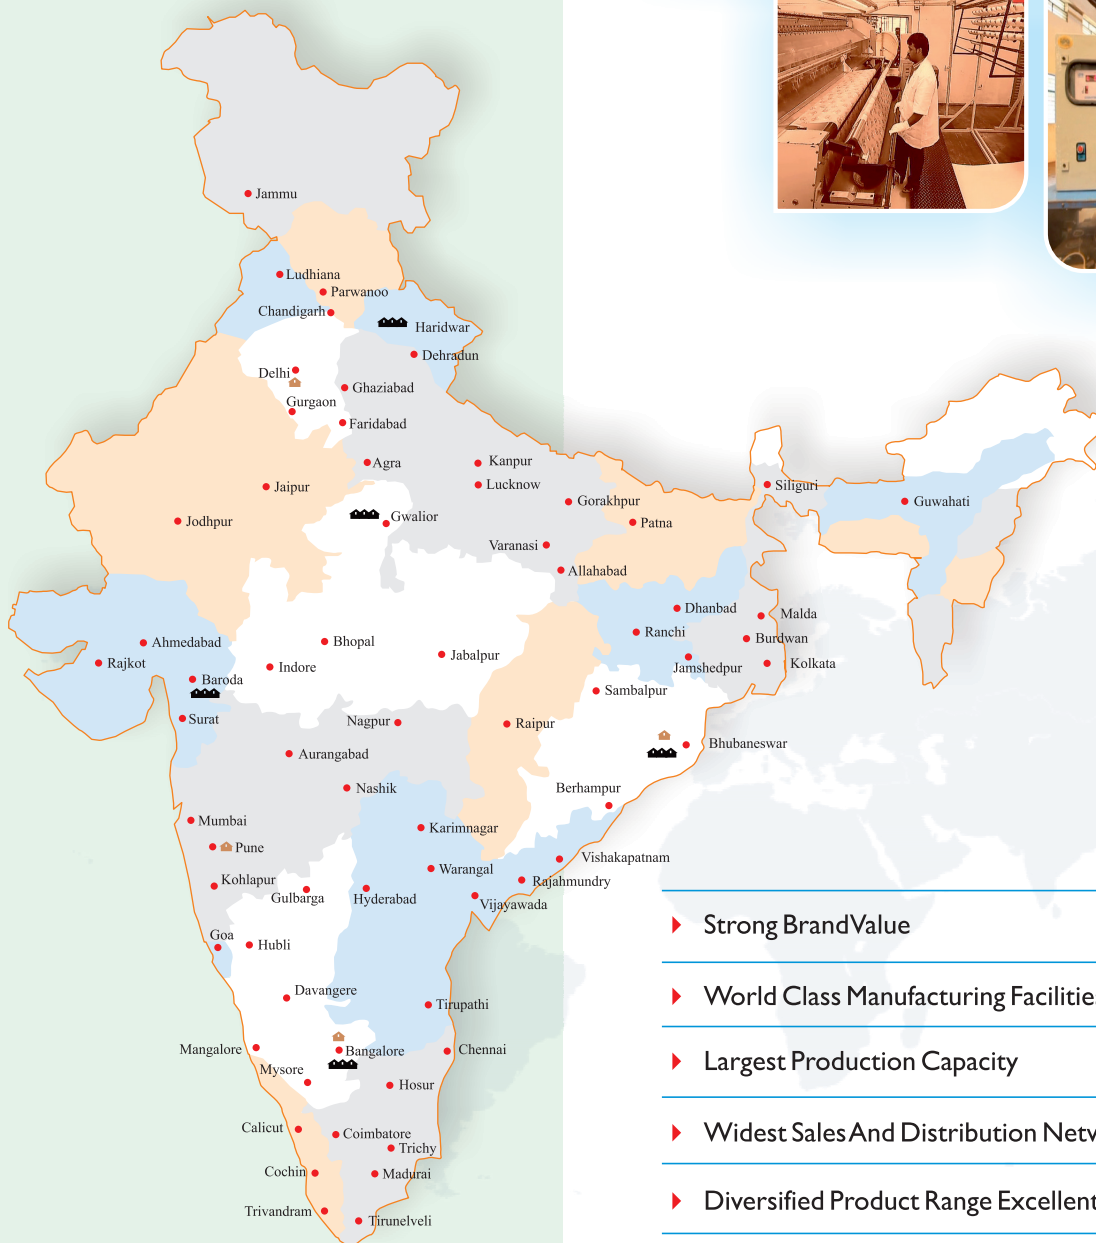 Jammu
Ludhiana
Parwanoo
Chandigarh
Haridwar
Dehradun
Delhi
Ghaziabad
Gurgaon
Faridabad
Agra
Kanpur
Lucknow
Siliguri
Jaipur
Gorakhpur
Guwahati
Jodhpur
Gwalior
Patna
Varanasi
Allahabad
Dhanbad
Malda
Ahmedabad
Bhopal
Ranchi
Burdwan
Rajkot
Indore
Jabalpur
Jamshedpur
Kolkata
Baroda
Sambalpur
Surat
Nagpur
Raipur
Bhubaneswar
Aurangabad
Nashik
Berhampur
Mumbai
Karimnagar
Pune
Vishakapatnam
Warangal
Kohlapur
Rajahmundry
Gulbarga
Hyderabad
Vijayawada
Goa
Hubli
Davangere
Tirupathi
Mangalore
Bangalore
Chennai
Mysore
Hosur
Calicut
Coimbatore
Trichy
Cochin
Madurai
Trivandram
Tirunelveli
Strong BrandValue
World Class Manufacturing Facilitie
Largest Production Capacity
Widest Sales And Distribution Netw
Diversified Product Range Excellent